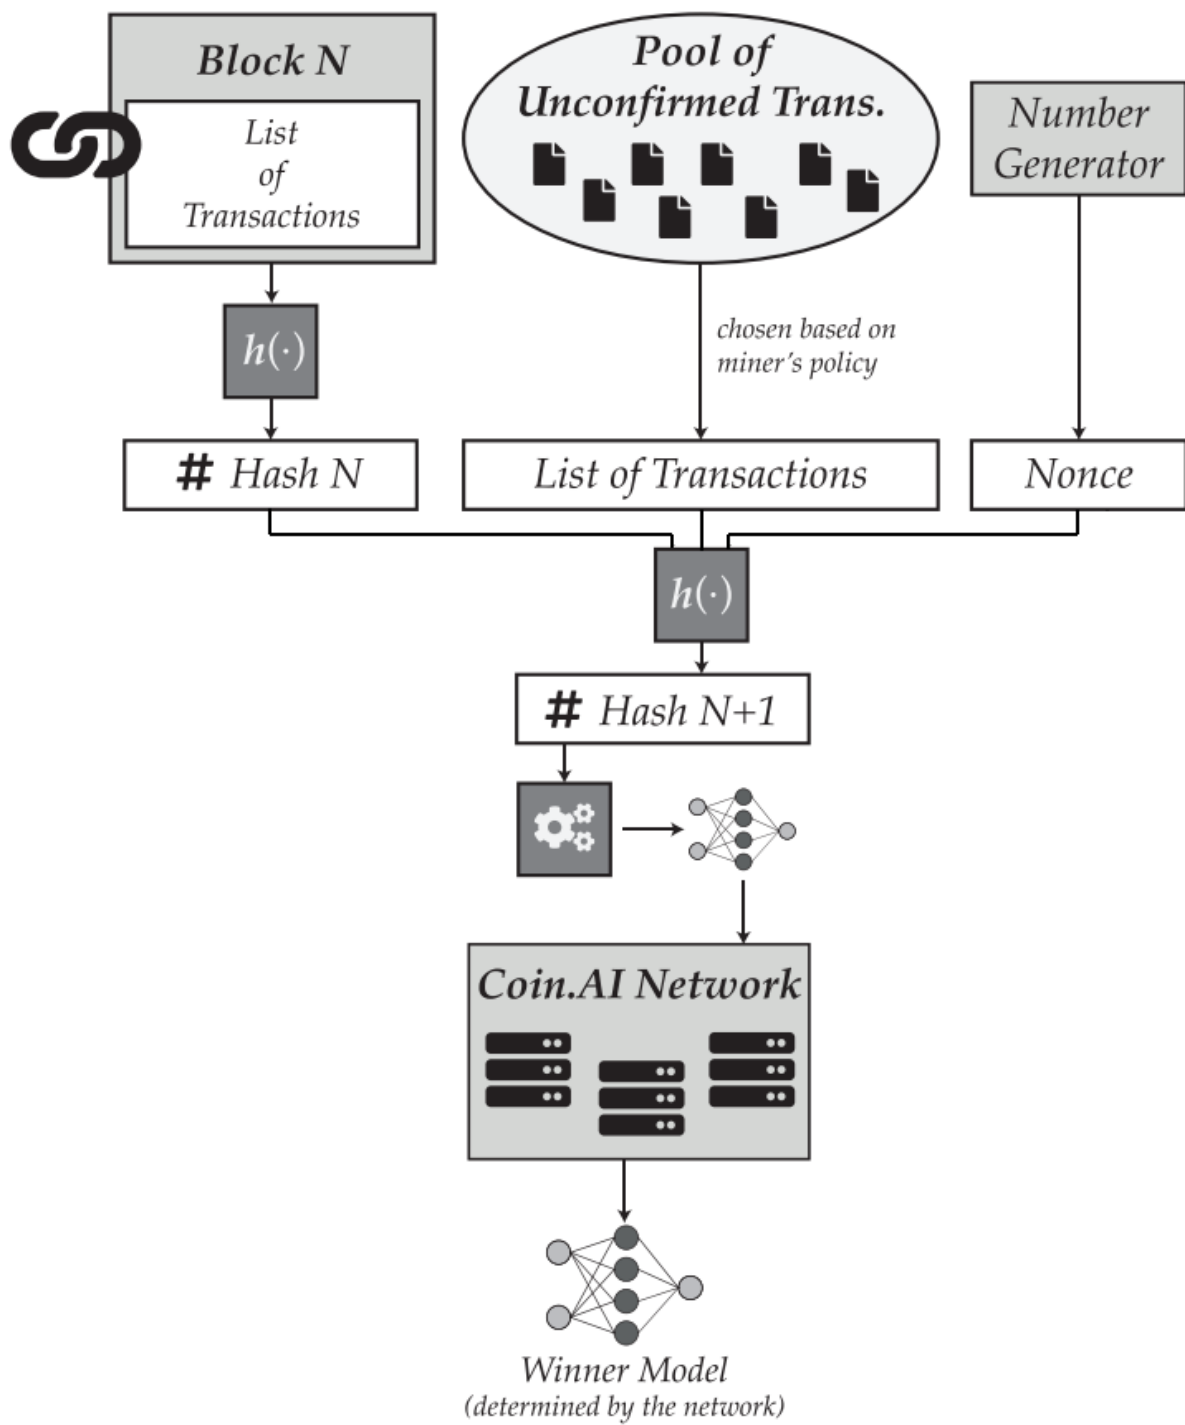 Block N
List
of
Transactions
Pool of
Unconfirmed Trans.
Number
Generator
h(·)
chosen based on
miner's policy
# Hash N
List of Transactions
Nonce
h(·)
# Hash N+1
Coin.AI Network
Winner Model
(determined by the network)